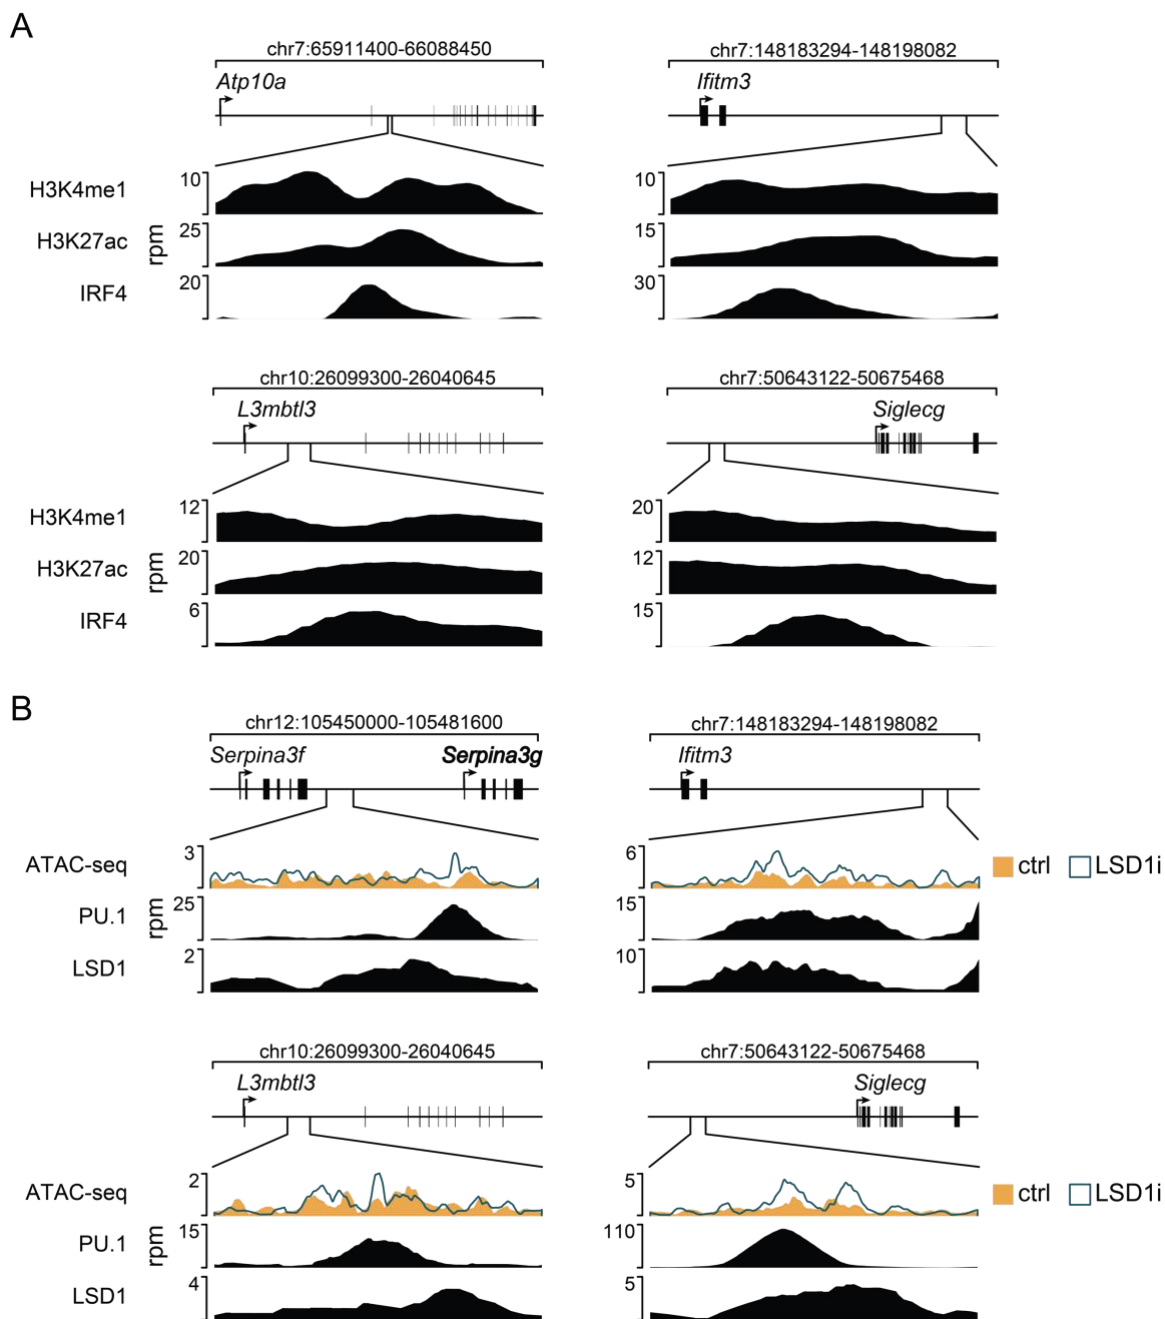 A
chr7:65911400-66088450
Atp10a
H3K4me1
10
H3K27ac
25
rpm
IRF4
20
chr7:148183294-148198082
Ifitm3
10
15
30
chr10:26099300-26040645
L3mbtl3
H3K4me1
12
H3K27ac
20
rpm
IRF4
6
chr7:50643122-50675468
Siglecg
20
12
15
B
chr12:105450000-105481600
Serpina3f
Serpina3g
ATAC-seq
3
PU.1
25
rpm
LSD1
2
chr7:148183294-148198082
Ifitm3
6
15
10
ctrl LSD1i
chr10:26099300-26040645
L3mbtl3
ATAC-seq
2
PU.1
15
rpm
LSD1
4
chr7:50643122-50675468
Siglecg
5
110
5
ctrl LSD1i